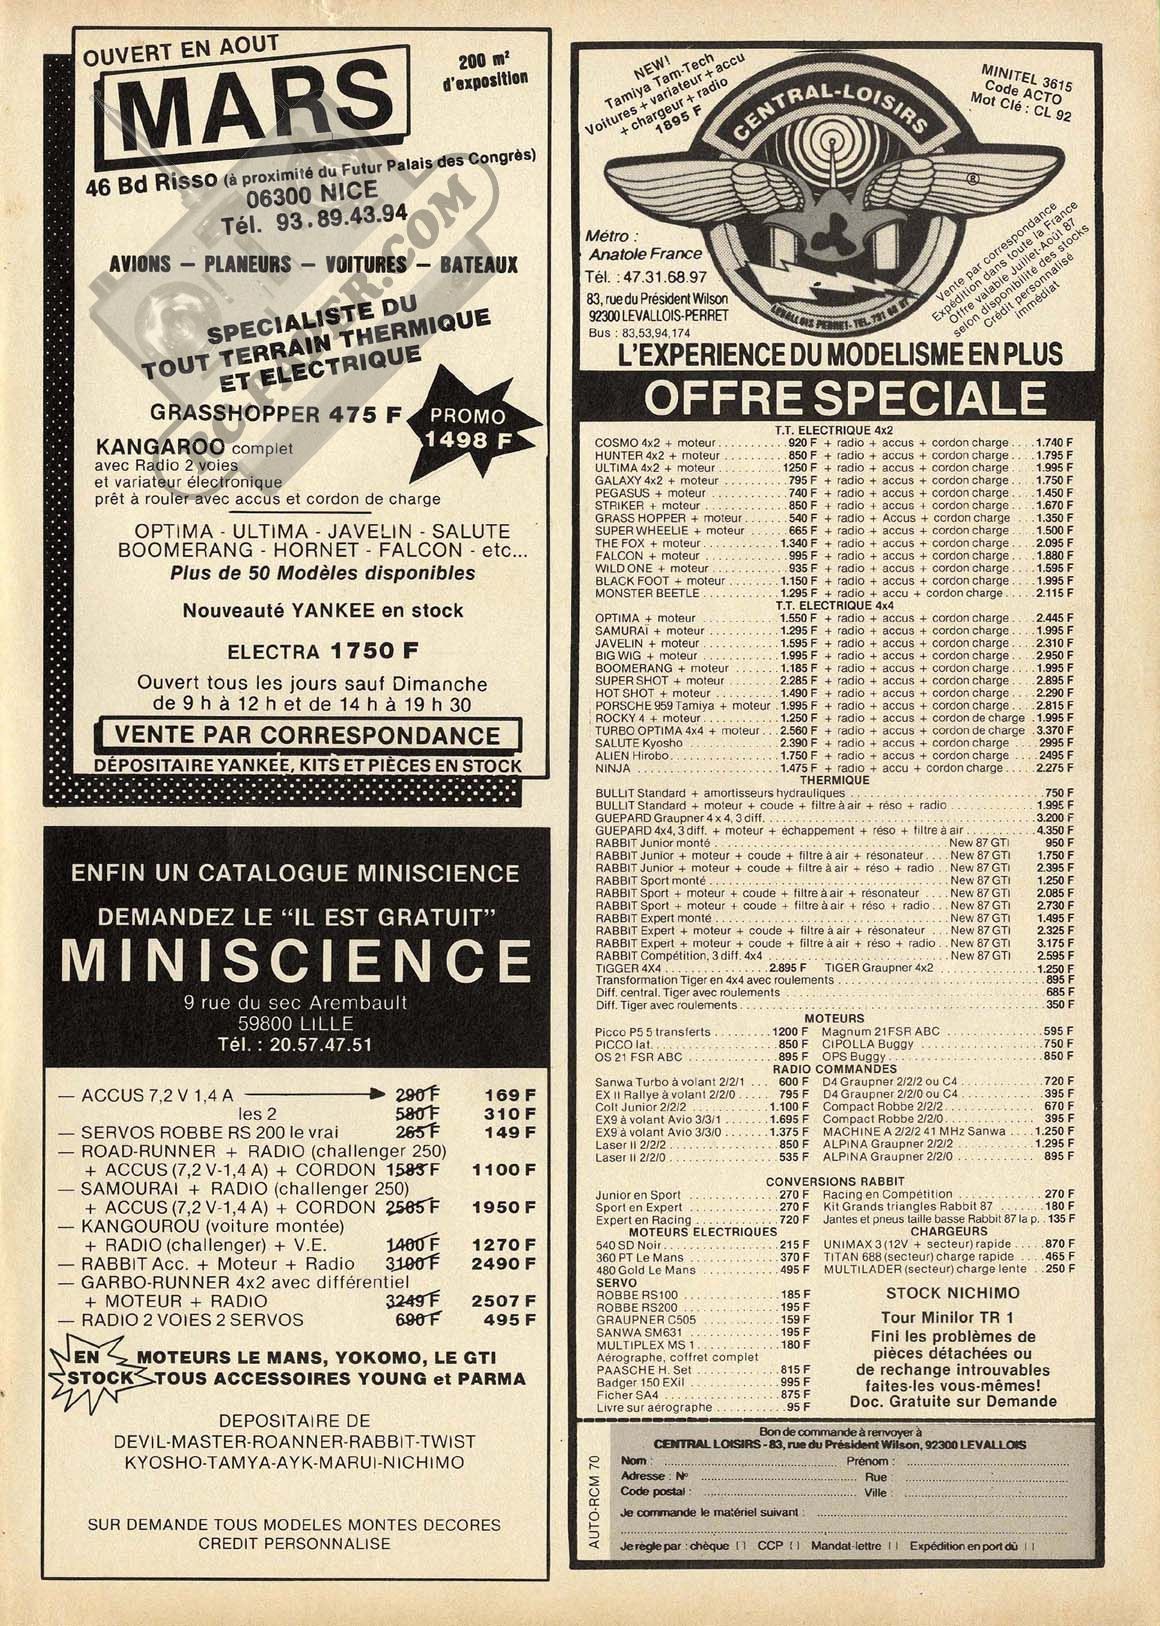 OUVERT EN AOUT
MARS
200 m²
d'exposition
46 Bd Risso (à proximité du Futur Palais des Congrès)
06300 NICE
Tél. 93.89.43.94
AVIONS – PLANEURS – VOITURES – BATEAUX
SPECIALISTE DU
TOUT TERRAIN THERMIQUE
ET ELECTRIQUE
GRASSHOPPER 475 F
PROMO
1498 F
KANGAROO complet
avec Radio 2 voies
et variateur électronique
prêt à rouler avec accus et cordon de charge
OPTIMA - ULTIMA - JAVELIN - SALUTE
BOOMERANG - HORNET - FALCON - etc...
Plus de 50 Modèles disponibles
Nouveauté YANKEE en stock
ELECTRA 1750 F
Ouvert tous les jours sauf Dimanche
de 9 h à 12 h et de 14 h à 19 h 30
VENTE PAR CORRESPONDANCE
DÉPOSITAIRE YANKEE, KITS ET PIÈCES EN STOCK
RCPAPER.COM
ENFIN UN CATALOGUE MINISCIENCE
DEMANDEZ LE “IL EST GRATUIT”
MINISCIENCE
9 rue du sec Arembault
59800 LILLE
Tél. : 20.57.47.51
— ACCUS 7,2 V 1,4 A 290 F 169 F
les 2 580 F 310 F
— SERVOS ROBBE RS 200 le vrai 265 F 149 F
— ROAD-RUNNER + RADIO (challenger 250)
+ ACCUS (7,2 V-1,4 A) + CORDON 1583 F 1100 F
— SAMOURAI + RADIO (challenger 250)
+ ACCUS (7,2 V-1,4 A) + CORDON 2585 F 1950 F
— KANGOUROU (voiture montée)
+ RADIO (challenger) + V.E. 1400 F 1270 F
— RABBIT Acc. + Moteur + Radio 3100 F 2490 F
— GARBO-RUNNER 4x2 avec différentiel
+ MOTEUR + RADIO 3249 F 2507 F
— RADIO 2 VOIES 2 SERVOS 690 F 495 F
EN STOCK
MOTEURS LE MANS, YOKOMO, LE GTI
TOUS ACCESSOIRES YOUNG et PARMA
DEPOSITAIRE DE
DEVIL-MASTER-ROANNER-RABBIT-TWIST
KYOSHO-TAMYA-AYK-MARUI-NICHIMO
SUR DEMANDE TOUS MODELES MONTES DECORES
CREDIT PERSONNALISE
NEW!
Tamiya Tam-Tech
Voitures + variateur + accu
+ chargeur + radio
1895 F
MINITEL 3615
Code ACTO
Mot Clé : CL 92
CENTRAL-LOISIRS
®
LEVALLOIS PERRET-TEL. 731 68 97
Métro :
Anatole France
Tél. : 47.31.68.97
83, rue du Président Wilson
92300 LEVALLOIS-PERRET
Bus : 83,53,94,174
Vente par correspondance
Expédition dans toute la France
Offre valable Juillet-Août 87
selon disponibilité des stocks
Crédit personnalisé
immédiat
L'EXPERIENCE DU MODELISME EN PLUS
OFFRE SPECIALE
T.T. ELECTRIQUE 4x2
COSMO 4x2 + moteur 920 F + radio + accus + cordon charge 1.740 F
HUNTER 4x2 + moteur 850 F + radio + accus + cordon charge 1.795 F
ULTIMA 4x2 + moteur 1250 F + radio + accus + cordon charge 1.995 F
GALAXY 4x2 + moteur 795 F + radio + accus + cordon charge 1.750 F
PEGASUS + moteur 740 F + radio + accus + cordon charge 1.450 F
STRIKER + moteur 850 F + radio + accus + cordon charge 1.670 F
GRASS HOPPER + moteur 540 F + radio + Accus + cordon charge 1.350 F
SUPER WHEELIE + moteur 665 F + radio + accus + cordon charge 1.500 F
THE FOX + moteur 1.340 F + radio + accus + cordon charge 2.095 F
FALCON + moteur 995 F + radio + accus + cordon charge 1.880 F
WILD ONE + moteur 935 F + radio + accus + cordon charge 1.595 F
BLACK FOOT + moteur 1.150 F + radio + accus + cordon charge 1.995 F
MONSTER BEETLE 1.295 F + radio + accu + cordon charge 2.115 F
T.T. ELECTRIQUE 4x4
OPTIMA + moteur 1.550 F + radio + accus + cordon charge 2.445 F
SAMURAÏ + moteur 1.295 F + radio + accus + cordon charge 1.995 F
JAVELIN + moteur 1.595 F + radio + accus + cordon charge 2.310 F
BIG WIG + moteur 1.995 F + radio + accus + cordon charge 2.950 F
BOOMERANG + moteur 1.185 F + radio + accus + cordon charge 1.995 F
SUPER SHOT + moteur 2.285 F + radio + accus + cordon charge 2.895 F
HOT SHOT + moteur 1.490 F + radio + accus + cordon charge 2.290 F
PORSCHE 959 Tamiya + moteur 1.995 F + radio + accus + cordon charge 2.815 F
ROCKY 4 + moteur 1.250 F + radio + accus + cordon de charge 1.995 F
TURBO OPTIMA 4x4 + moteur 2.560 F + radio + accus + cordon de charge 3.370 F
SALUTE Kyosho 2.390 F + radio + accus + cordon charge 2995 F
ALIEN Hirobo 1.750 F + radio + accus + cordon charge 2495 F
NINJA 1.475 F + radio + accu + cordon charge 2.275 F
THERMIQUE
BULLIT Standard + amortisseurs hydrauliques 750 F
BULLIT Standard + moteur + coude + filtre à air + réso + radio 1.995 F
GUEPARD Graupner 4 x 4, 3 diff. 3.200 F
GUEPARD 4x4, 3 diff. + moteur + échappement + réso + filtre à air 4.350 F
RABBIT Junior monté New 87 GTI 950 F
RABBIT Junior + moteur + coude + filtre à air + résonateur New 87 GTI 1.750 F
RABBIT Junior + moteur + coude + filtre à air + réso + radio New 87 GTI 2.395 F
RABBIT Sport monté New 87 GTI 1.250 F
RABBIT Sport + moteur + coude + filtre à air + résonateur New 87 GTI 2.085 F
RABBIT Sport + moteur + coude + filtre à air + réso + radio New 87 GTI 2.730 F
RABBIT Expert monté New 87 GTI 1.495 F
RABBIT Expert + moteur + coude + filtre à air + résonateur New 87 GTI 2.325 F
RABBIT Expert + moteur + coude + filtre à air + réso + radio New 87 GTI 3.175 F
RABBIT Compétition, 3 diff. 4x4 New 87 GTI 2.595 F
TIGGER 4X4 2.895 F TIGER Graupner 4x2 1.250 F
Transformation Tiger en 4x4 avec roulements 895 F
Diff. central. Tiger avec roulements 685 F
Diff. Tiger avec roulements 350 F
MOTEURS
Picco P5 5 transferts 1200 F Magnum 21 FSR ABC 595 F
PICCO lat. 850 F CIPOLLA Buggy 750 F
OS 21 FSR ABC 895 F OPS Buggy 850 F
RADIO COMMANDES
Sanwa Turbo à volant 2/2/1 600 F D4 Graupner 2/2/2 ou C4 720 F
EX II Rallye à volant 2/2/0 795 F D4 Graupner 2/2/0 ou C4 395 F
Colt Junior 2/2/2 1.100 F Compact Robbe 2/2/2 670 F
EX9 à volant Avio 3/3/1 1.695 F Compact Robbe 2/2/0 395 F
EX9 à volant Avio 3/3/0 1.375 F MACHINE A 2/2/2 41 MHz Sanwa 1.250 F
Laser II 2/2/2 850 F ALPINA Graupner 2/2/2 1.295 F
Laser II 2/2/0 535 F ALPINA Graupner 2/2/0 895 F
CONVERSIONS RABBIT
Junior en Sport 270 F Racing en Compétition 270 F
Sport en Expert 270 F Kit Grands triangles Rabbit 87 180 F
Expert en Racing 720 F Jantes et pneus taille basse Rabbit 87 la p. 135 F
MOTEURS ELECTRIQUES CHARGEURS
540 SD Noir 215 F UNIMAX 3 (12V + secteur) rapide 870 F
360 PT Le Mans 370 F TITAN 688 (secteur) charge rapide 465 F
480 Gold Le Mans 495 F MULTILADER (secteur) charge lente 250 F
SERVO
ROBBE RS100 185 F
ROBBE RS200 195 F
GRAUPNER C505 159 F
SANWA SM631 195 F
MULTIPLEX MS 1 180 F
Aérographe, coffret complet
PAASCHE H. Set 815 F
Badger 150 EXil 995 F
Ficher SA4 875 F
Livre sur aérographe 95 F
STOCK NICHIMO
Tour Minilor TR 1
Fini les problèmes de
pièces détachées ou
de rechange introuvables
faites-les vous-mêmes!
Doc. Gratuite sur Demande
AUTO-RCM 70
Bon de commande à renvoyer à
CENTRAL LOISIRS - 83, rue du Président Wilson, 92300 LEVALLOIS
Nom : Prénom :
Adresse : N° Rue
Code postal : Ville :
Je commande le matériel suivant :
Je règle par : chèque [ ] CCP [ ] Mandat-lettre [ ] Expédition en port dû [ ]